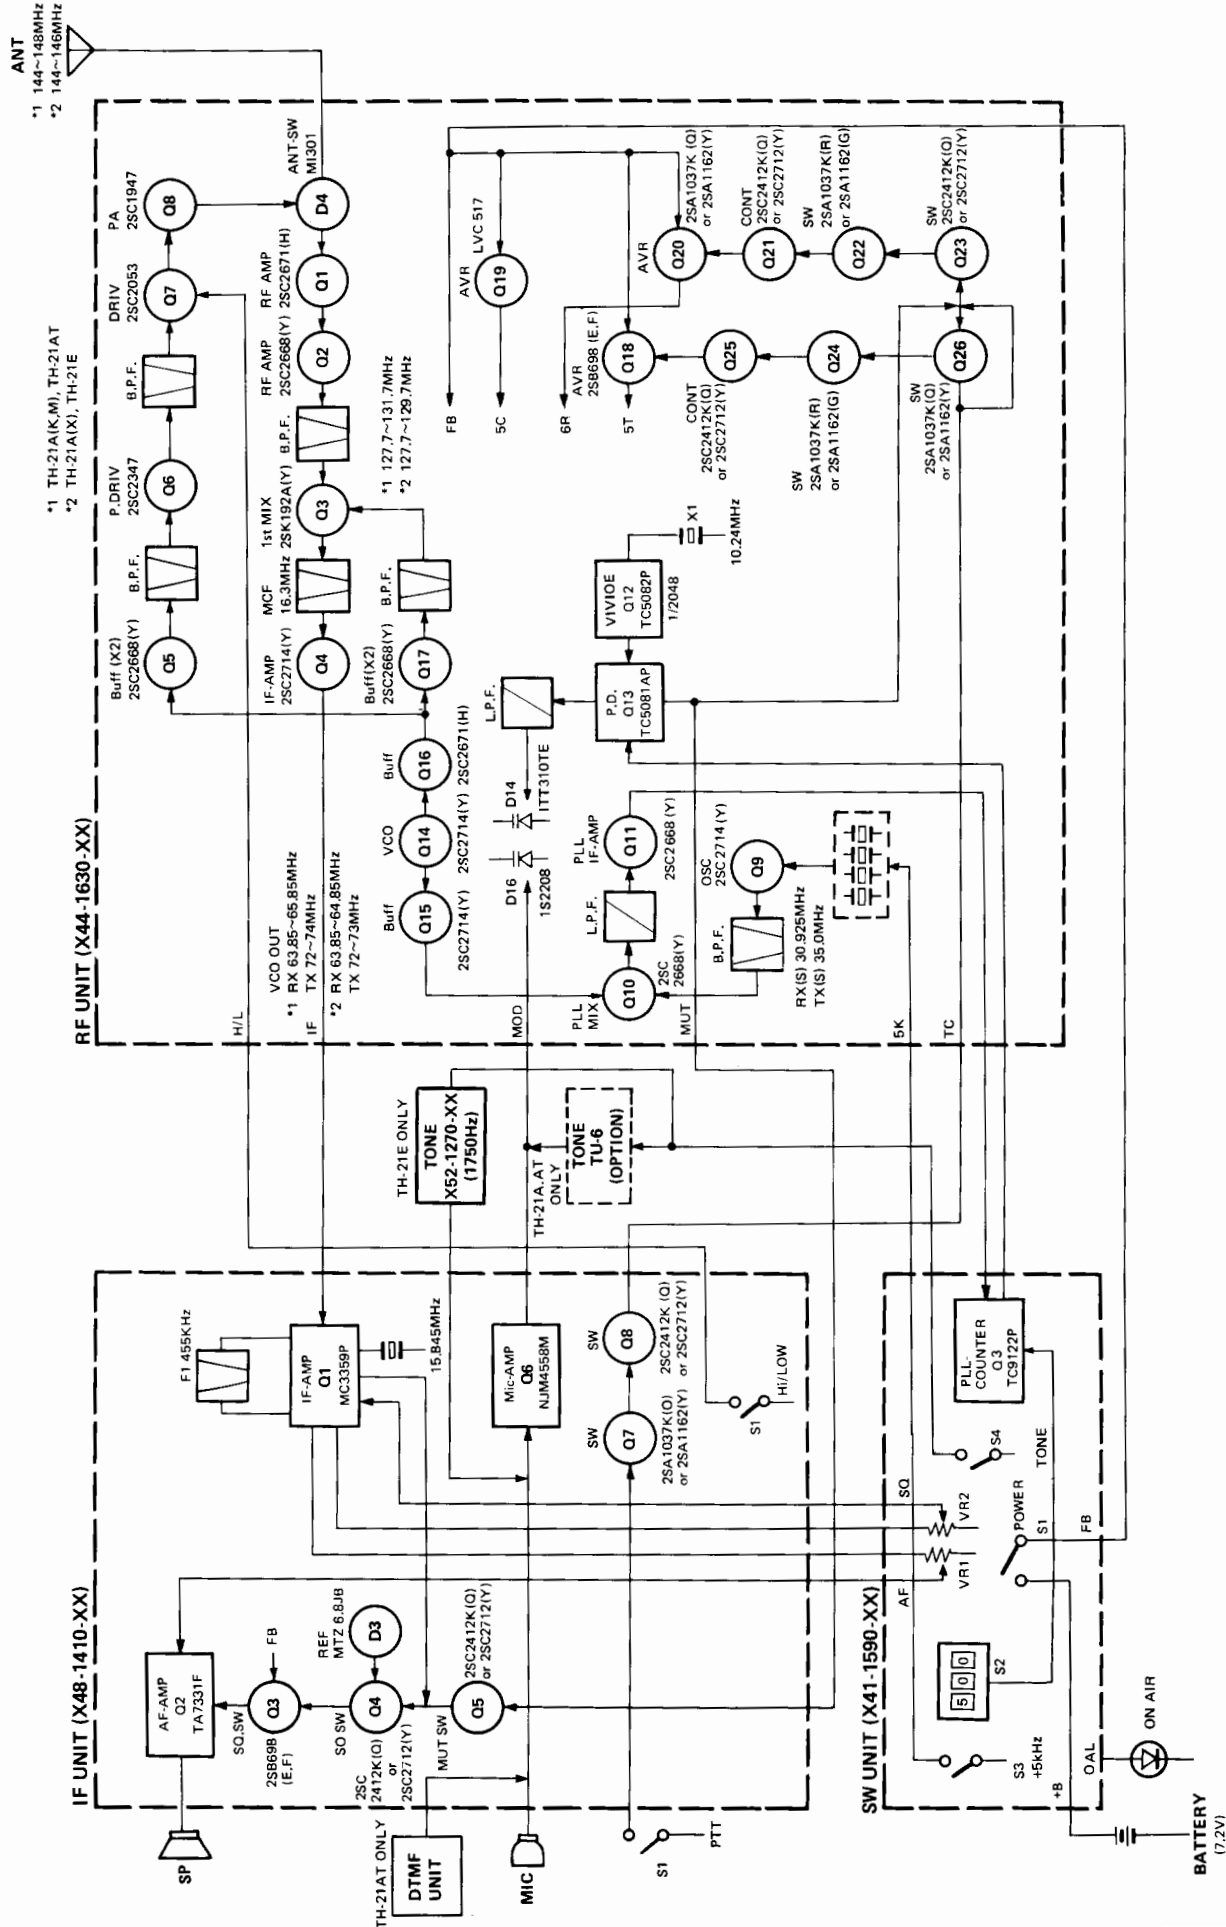 ANT
*1 144~148MHz
*2 144~146MHz
*1 TH-21A(K,M), TH-21AT
*2 TH-21A(X), TH-21E
RF UNIT (X44-1630-XX)
Buff (X2)
2SC2668(Y)
Q5
B.P.F.
P.DRIV
2SC2347
Q6
B.P.F.
DRIV
2SC2053
Q7
PA
2SC1947
Q8
ANT-SW
MI301
D4
RF AMP
2SC2671(H)
Q1
RF AMP
2SC2668(Y)
Q2
B.P.F.
1st MIX
2SK192A(Y)
Q3
MCF
16.3MHz
IF-AMP
2SC2714(Y)
Q4
Buff(X2)
2SC2668(Y)
Q17
B.P.F.
*1 127.7~131.7MHz
*2 127.7~129.7MHz
VCO OUT
*1 RX 63.85~65.85MHz
TX 72~74MHz
*2 RX 63.85~64.85MHz
TX 72~73MHz
H/L
IF
MOD
MUT
5K
TC
Buff
Q15
2SC2714(Y)
VCO
Q14
2SC2714(Y)
Buff
Q16
2SC2671(H)
D16
1S2208
D14
ITT310TE
L.P.F.
P.D.
Q13
TC5081AP
VIVIOE
Q12
TC5082P
1/2048
X1
10.24MHz
PLL
MIX
Q10
2SC
2668(Y)
L.P.F.
PLL
IF-AMP
Q11
2SC2668 (Y)
OSC
2SC2714 (Y)
Q9
B.P.F.
RX(S) 30.925MHz
TX(S) 35.0MHz
FB
5C
6R
5T
AVR
LVC 517
Q19
AVR
Q20
2SA1037K (Q)
or 2SA1162(Y)
AVR
2SB698 (E,F)
Q18
CONT
2SC2412K(Q)
or 2SC2712(Y)
Q21
CONT
2SC2412K(Q)
or 2SC2712(Y)
Q25
SW
2SA1037K(R)
or 2SA1162(G)
Q22
SW
2SA1037K(R)
or 2SA1162(G)
Q24
SW
2SC2412K(Q)
or 2SC2712(Y)
Q23
Q26
SW
2SA1037K(Q)
or 2SA1162(Y)
TH-21E ONLY
TONE
X52-1270-XX
(1750Hz)
TH-21A.AT
ONLY
TONE
TU-6
(OPTION)
IF UNIT (X48-1410-XX)
SP
AF-AMP
Q2
TA7331F
SQ.SW
Q3
2SB69B
(E,F)
FB
SO SW
Q4
2SC
2412K(Q)
or
2SC2712(Y)
REF
MTZ 6.8JB
D3
MUT SW
Q5
2SC2412K(Q)
or 2SC2712(Y)
F1 455KHz
IF-AMP
Q1
MC3359P
15.845MHz
Mic-AMP
Q6
NJM4558M
SW
Q7
2SA1037K(O)
or 2SA1162(Y)
SW
Q8
2SC2412K (Q)
or 2SC2712(Y)
S1
Hi/LOW
TH-21AT ONLY
DTMF
UNIT
MIC
S1
PTT
SW UNIT (X41-1590-XX)
AF
SQ
VR1
VR2
POWER
S1
S4
TONE
PLL-
COUNTER
Q3
TC9122P
FB
500
S2
S3
+5kHz
+B
OAL
ON AIR
BATTERY
(7.2V)